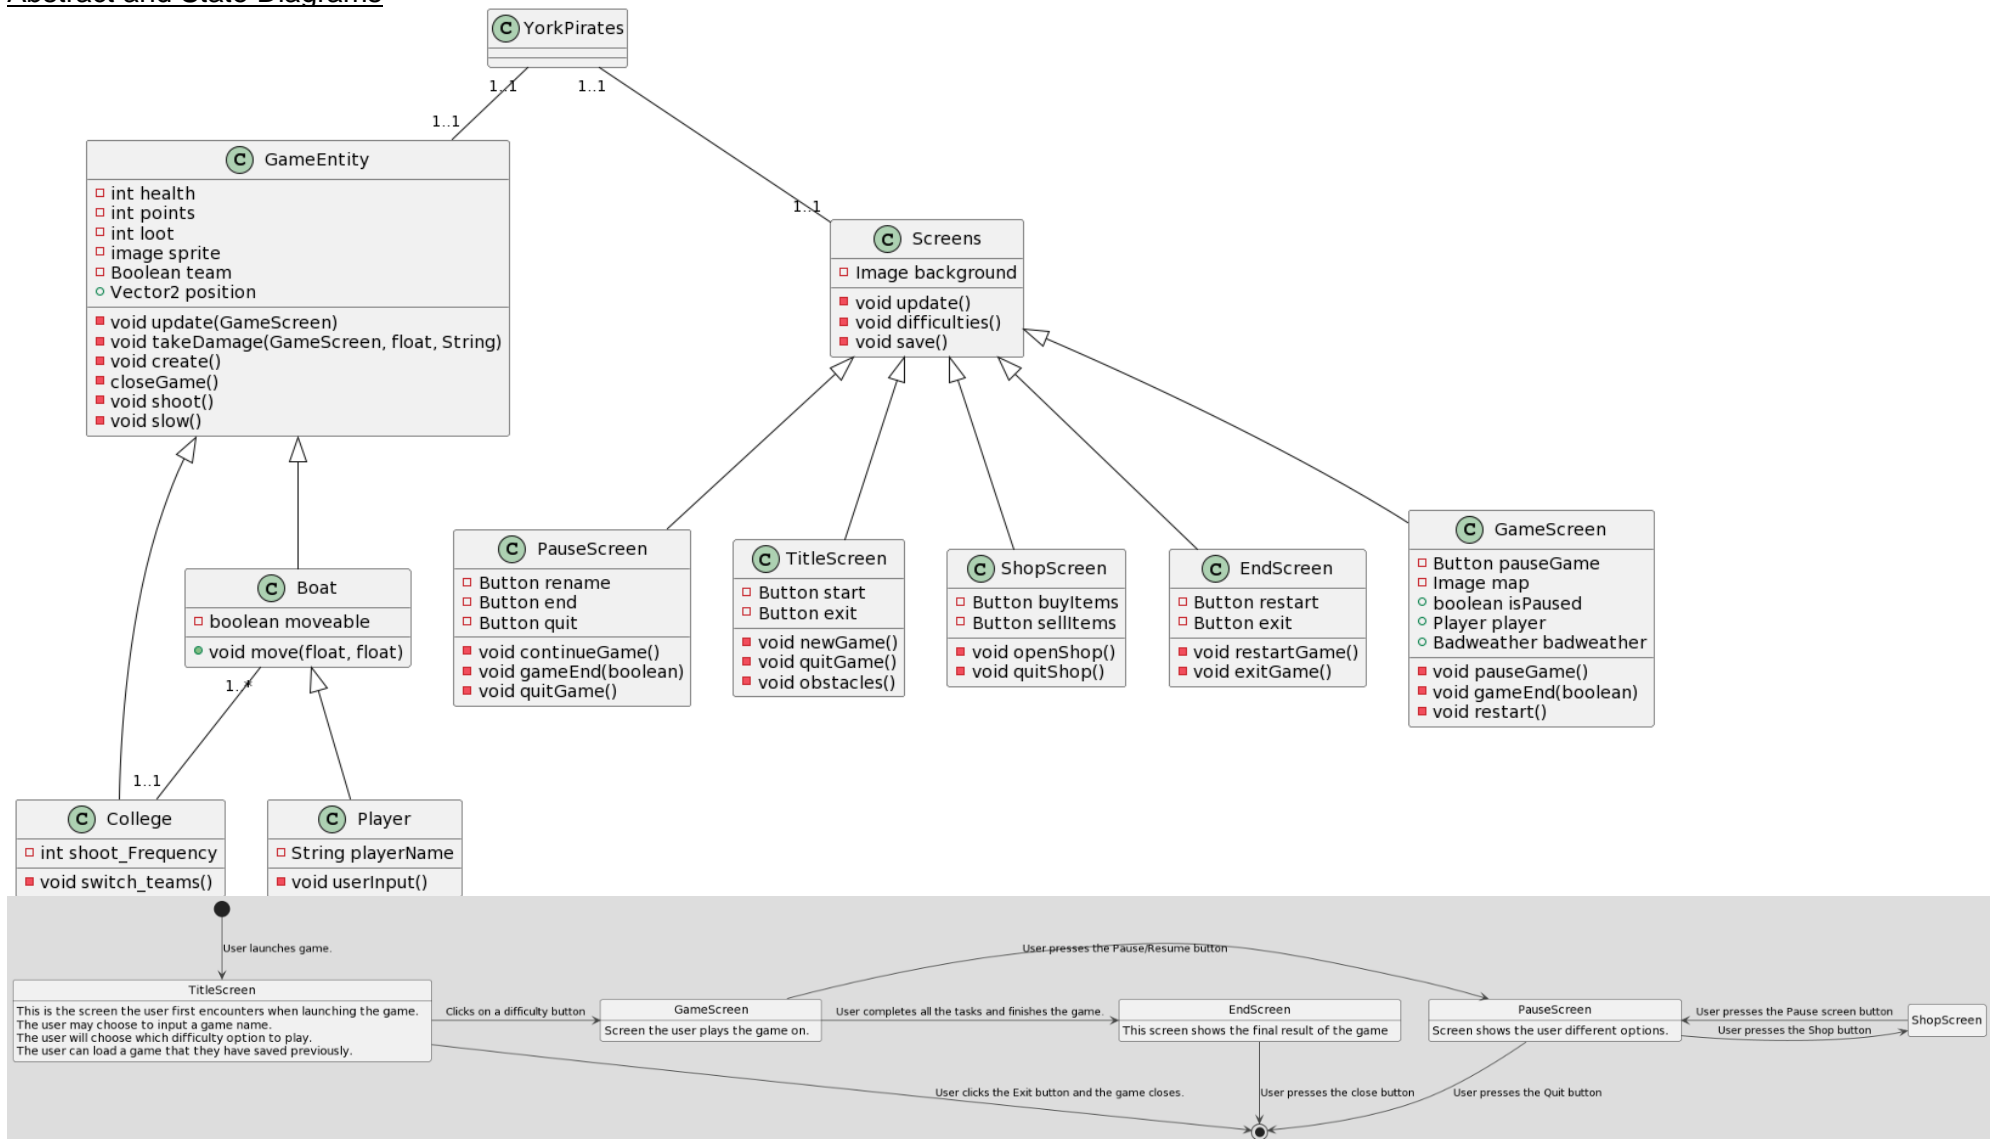 Abstract and State Diagrams
C YorkPirates
1..1
1..1
1..1
1..1
C GameEntity
int health
int points
int loot
image sprite
Boolean team
Vector2 position
void update(GameScreen)
void takeDamage(GameScreen, float, String)
void create()
closeGame()
void shoot()
void slow()
C Screens
Image background
void update()
void difficulties()
void save()
C PauseScreen
Button rename
Button end
Button quit
void continueGame()
void gameEnd(boolean)
void quitGame()
C TitleScreen
Button start
Button exit
void newGame()
void quitGame()
void obstacles()
C ShopScreen
Button buyItems
Button sellItems
void openShop()
void quitShop()
C EndScreen
Button restart
Button exit
void restartGame()
void exitGame()
C GameScreen
Button pauseGame
Image map
boolean isPaused
Player player
Badweather badweather
void pauseGame()
void gameEnd(boolean)
void restart()
C Boat
boolean moveable
void move(float, float)
1..*
1..1
C College
int shoot_Frequency
void switch_teams()
C Player
String playerName
void userInput()
User launches game.
TitleScreen
This is the screen the user first encounters when launching the game.
The user may choose to input a game name.
The user will choose which difficulty option to play.
The user can load a game that they have saved previously.
Clicks on a difficulty button
GameScreen
Screen the user plays the game on.
User presses the Pause/Resume button
User completes all the tasks and finishes the game.
EndScreen
This screen shows the final result of the game
PauseScreen
Screen shows the user different options.
User presses the Pause screen button
User presses the Shop button
ShopScreen
User clicks the Exit button and the game closes.
User presses the close button
User presses the Quit button